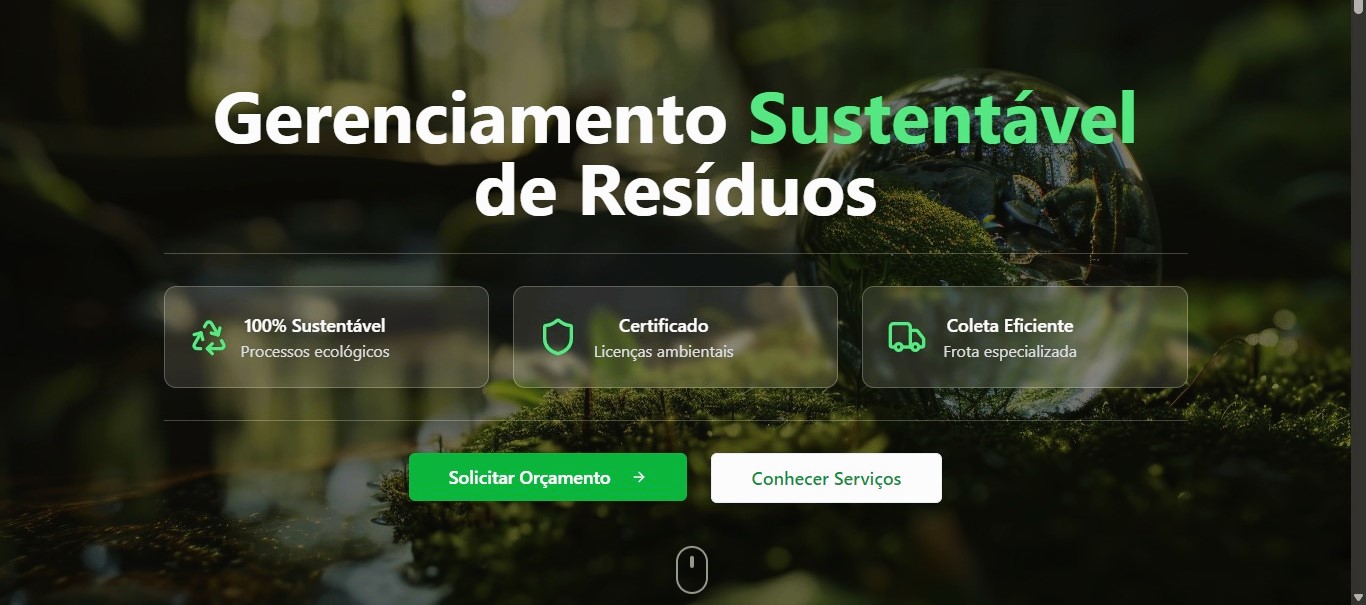 Gerenciamento Sustentável
de Resíduos
100% Sustentável
Processos ecológicos
Certificado
Licenças ambientais
Coleta Eficiente
Frota especializada
Solicitar Orçamento →
Conhecer Serviços